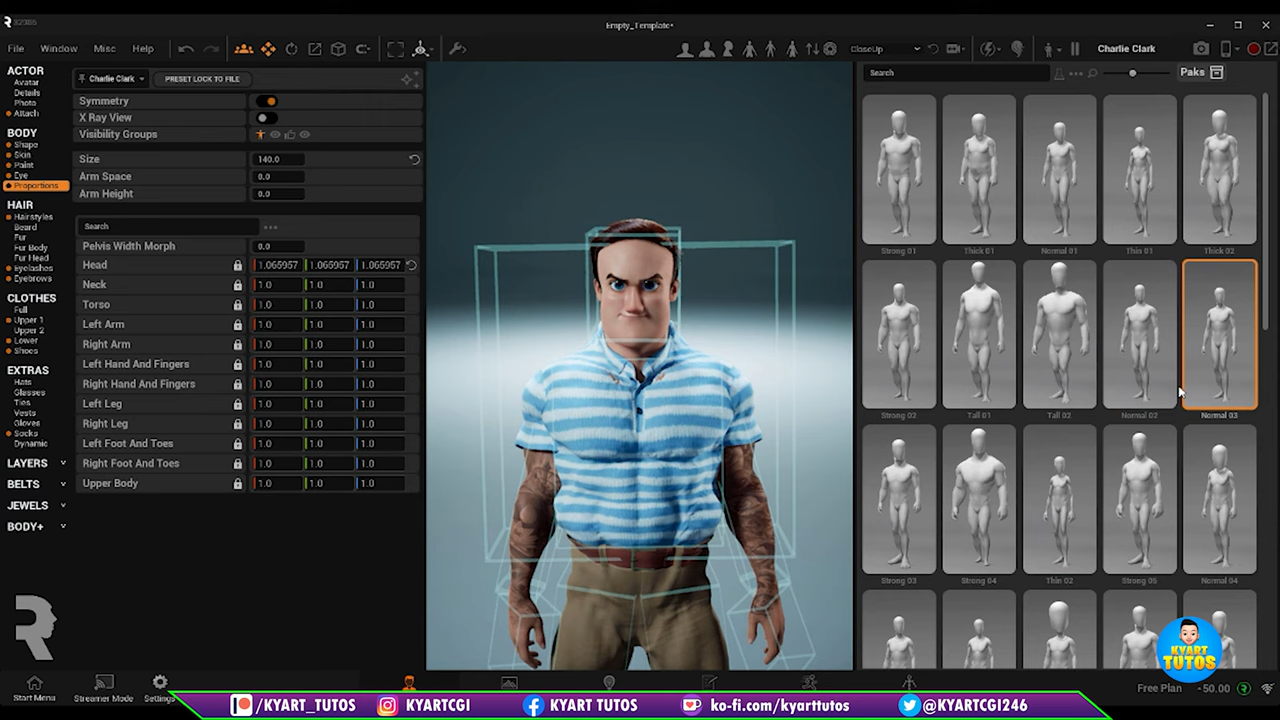 32986
Empty_Template*
File Window Misc Help
CloseUp
Charlie Clark
ACTOR
Avatar
Details
Photo
Attach
BODY
Shape
Skin
Paint
Eye
Proportions
HAIR
Hairstyles
Beard
Fur
Fur Body
Fur Head
Eyelashes
Eyebrows
CLOTHES
Full
Upper 1
Upper 2
Lower
Shoes
EXTRAS
Hats
Glasses
Ties
Vests
Gloves
Socks
Dynamic
LAYERS
BELTS
JEWELS
BODY+
Charlie Clark PRESET LOCK TO FILE
Symmetry
X Ray View
Visibility Groups
Size 140.0
Arm Space 0.0
Arm Height 0.0
Search
Pelvis Width Morph 0.0
Head 1.065957 1.065957 1.065957
Neck 1.0 1.0 1.0
Torso 1.0 1.0 1.0
Left Arm 1.0 1.0 1.0
Right Arm 1.0 1.0 1.0
Left Hand And Fingers 1.0 1.0 1.0
Right Hand And Fingers 1.0 1.0 1.0
Left Leg 1.0 1.0 1.0
Right Leg 1.0 1.0 1.0
Left Foot And Toes 1.0 1.0 1.0
Right Foot And Toes 1.0 1.0 1.0
Upper Body 1.0 1.0 1.0
Search
Paks
Strong 01 Thick 01 Normal 01 Thin 01 Thick 02
Strong 02 Tall 01 Tall 02 Normal 02 Normal 03
Strong 03 Strong 04 Thin 02 Strong 05 Normal 04
KYART
TUTOS
Start Menu Streamer Mode Settings
Free Plan -50.00
/KYART_TUTOS KYARTCGI KYART TUTOS ko-fi.com/kyarttutos @KYARTCGI246